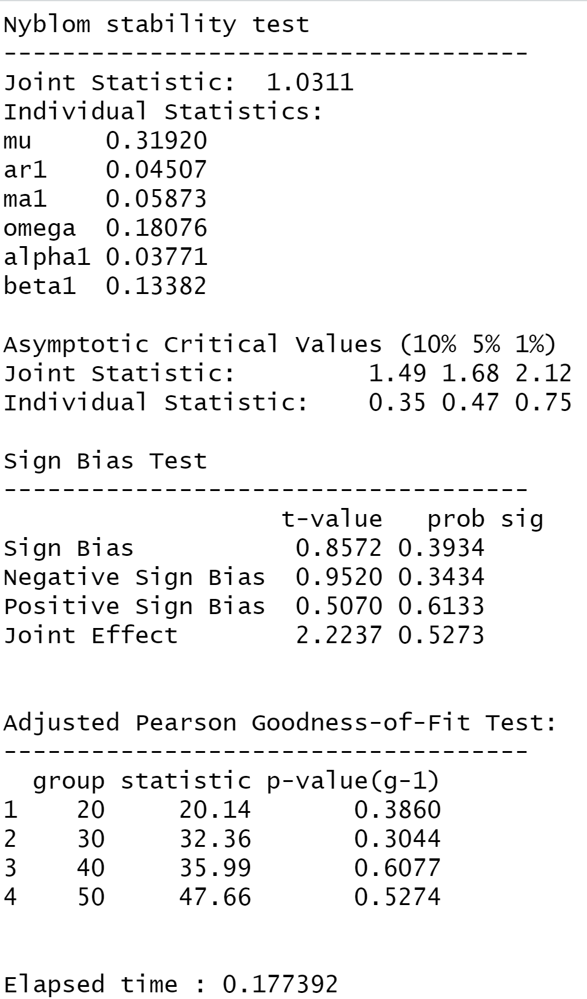 Nyblom stability test
------------------------------------
Joint Statistic:  1.0311
Individual Statistics:
mu     0.31920
ar1    0.04507
ma1    0.05873
omega  0.18076
alpha1 0.03771
beta1  0.13382
Asymptotic Critical Values (10% 5% 1%)
Joint Statistic:         1.49 1.68 2.12
Individual Statistic:    0.35 0.47 0.75
Sign Bias Test
------------------------------------
                   t-value   prob sig
Sign Bias           0.8572 0.3934
Negative Sign Bias  0.9520 0.3434
Positive Sign Bias  0.5070 0.6133
Joint Effect        2.2237 0.5273
Adjusted Pearson Goodness-of-Fit Test:
------------------------------------
  group statistic p-value(g-1)
1    20     20.14       0.3860
2    30     32.36       0.3044
3    40     35.99       0.6077
4    50     47.66       0.5274
Elapsed time : 0.177392